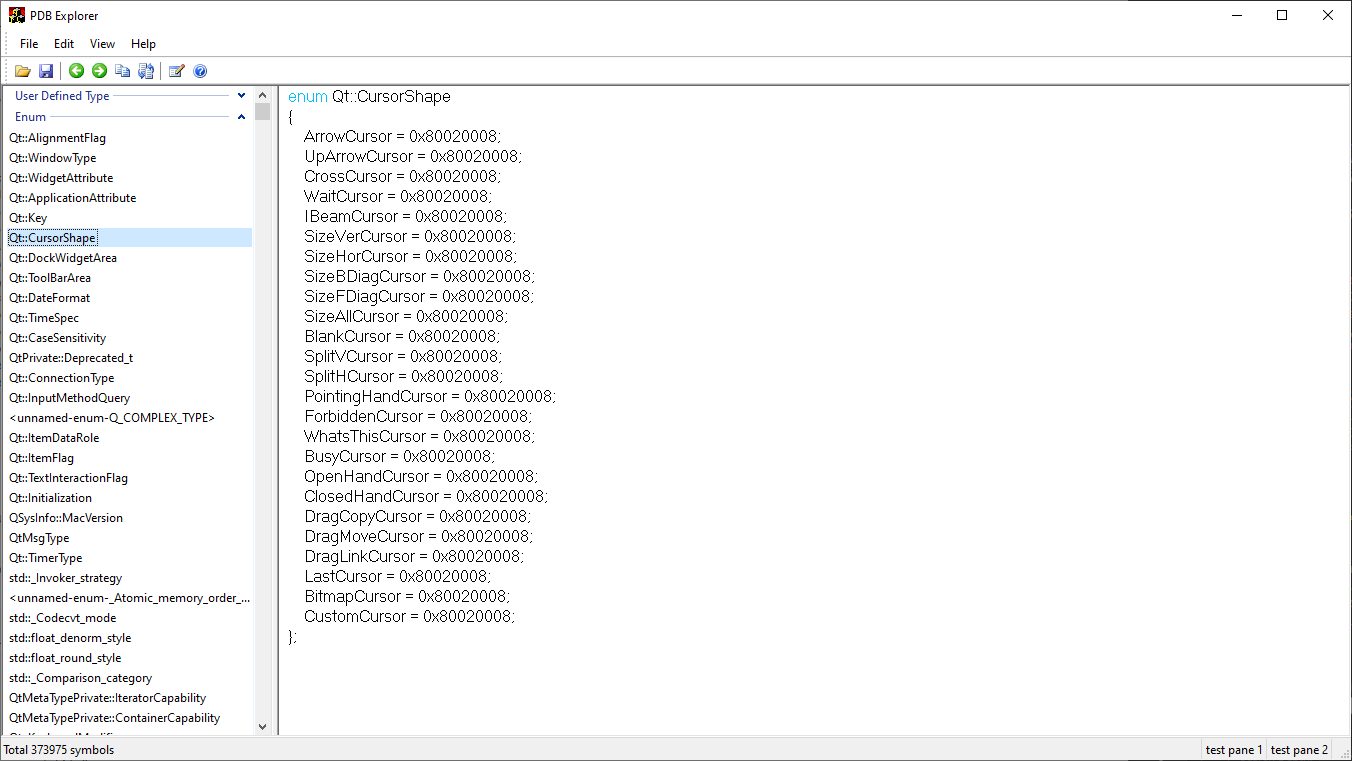 PDB Explorer
File Edit View Help
User Defined Type
Enum
Qt::AlignmentFlag
Qt::WindowType
Qt::WidgetAttribute
Qt::ApplicationAttribute
Qt::Key
Qt::CursorShape
Qt::DockWidgetArea
Qt::ToolBarArea
Qt::DateFormat
Qt::TimeSpec
Qt::CaseSensitivity
QtPrivate::Deprecated_t
Qt::ConnectionType
Qt::InputMethodQuery
<unnamed-enum-Q_COMPLEX_TYPE>
Qt::ItemDataRole
Qt::ItemFlag
Qt::TextInteractionFlag
Qt::Initialization
QSysInfo::MacVersion
QtMsgType
Qt::TimerType
std::_Invoker_strategy
<unnamed-enum-_Atomic_memory_order_...
std::_Codecvt_mode
std::float_denorm_style
std::float_round_style
std::_Comparison_category
QtMetaTypePrivate::IteratorCapability
QtMetaTypePrivate::ContainerCapability
enum Qt::CursorShape
{
ArrowCursor = 0x80020008;
UpArrowCursor = 0x80020008;
CrossCursor = 0x80020008;
WaitCursor = 0x80020008;
IBeamCursor = 0x80020008;
SizeVerCursor = 0x80020008;
SizeHorCursor = 0x80020008;
SizeBDiagCursor = 0x80020008;
SizeFDiagCursor = 0x80020008;
SizeAllCursor = 0x80020008;
BlankCursor = 0x80020008;
SplitVCursor = 0x80020008;
SplitHCursor = 0x80020008;
PointingHandCursor = 0x80020008;
ForbiddenCursor = 0x80020008;
WhatsThisCursor = 0x80020008;
BusyCursor = 0x80020008;
OpenHandCursor = 0x80020008;
ClosedHandCursor = 0x80020008;
DragCopyCursor = 0x80020008;
DragMoveCursor = 0x80020008;
DragLinkCursor = 0x80020008;
LastCursor = 0x80020008;
BitmapCursor = 0x80020008;
CustomCursor = 0x80020008;
};
Total 373975 symbols
test pane 1 test pane 2